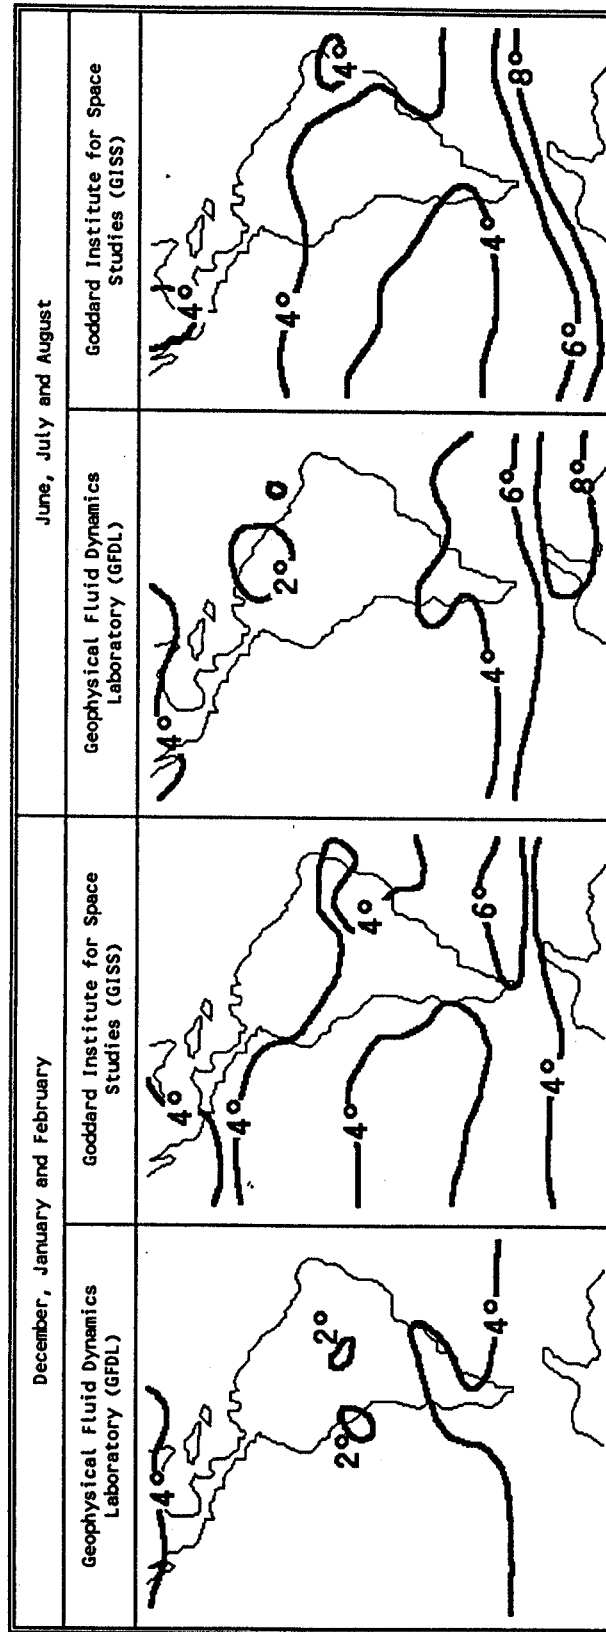 December, January and February
June, July and August
Geophysical Fluid Dynamics
Laboratory (GFDL)
Goddard Institute for Space
Studies (GISS)
Geophysical Fluid Dynamics
Laboratory (GFDL)
Goddard Institute for Space
Studies (GISS)
4°
2°
2°
4°
4°
4°
4°
4°
6°
4°
4°
2°
4°
6°
8°
4°
4°
4°
4°
6°
8°